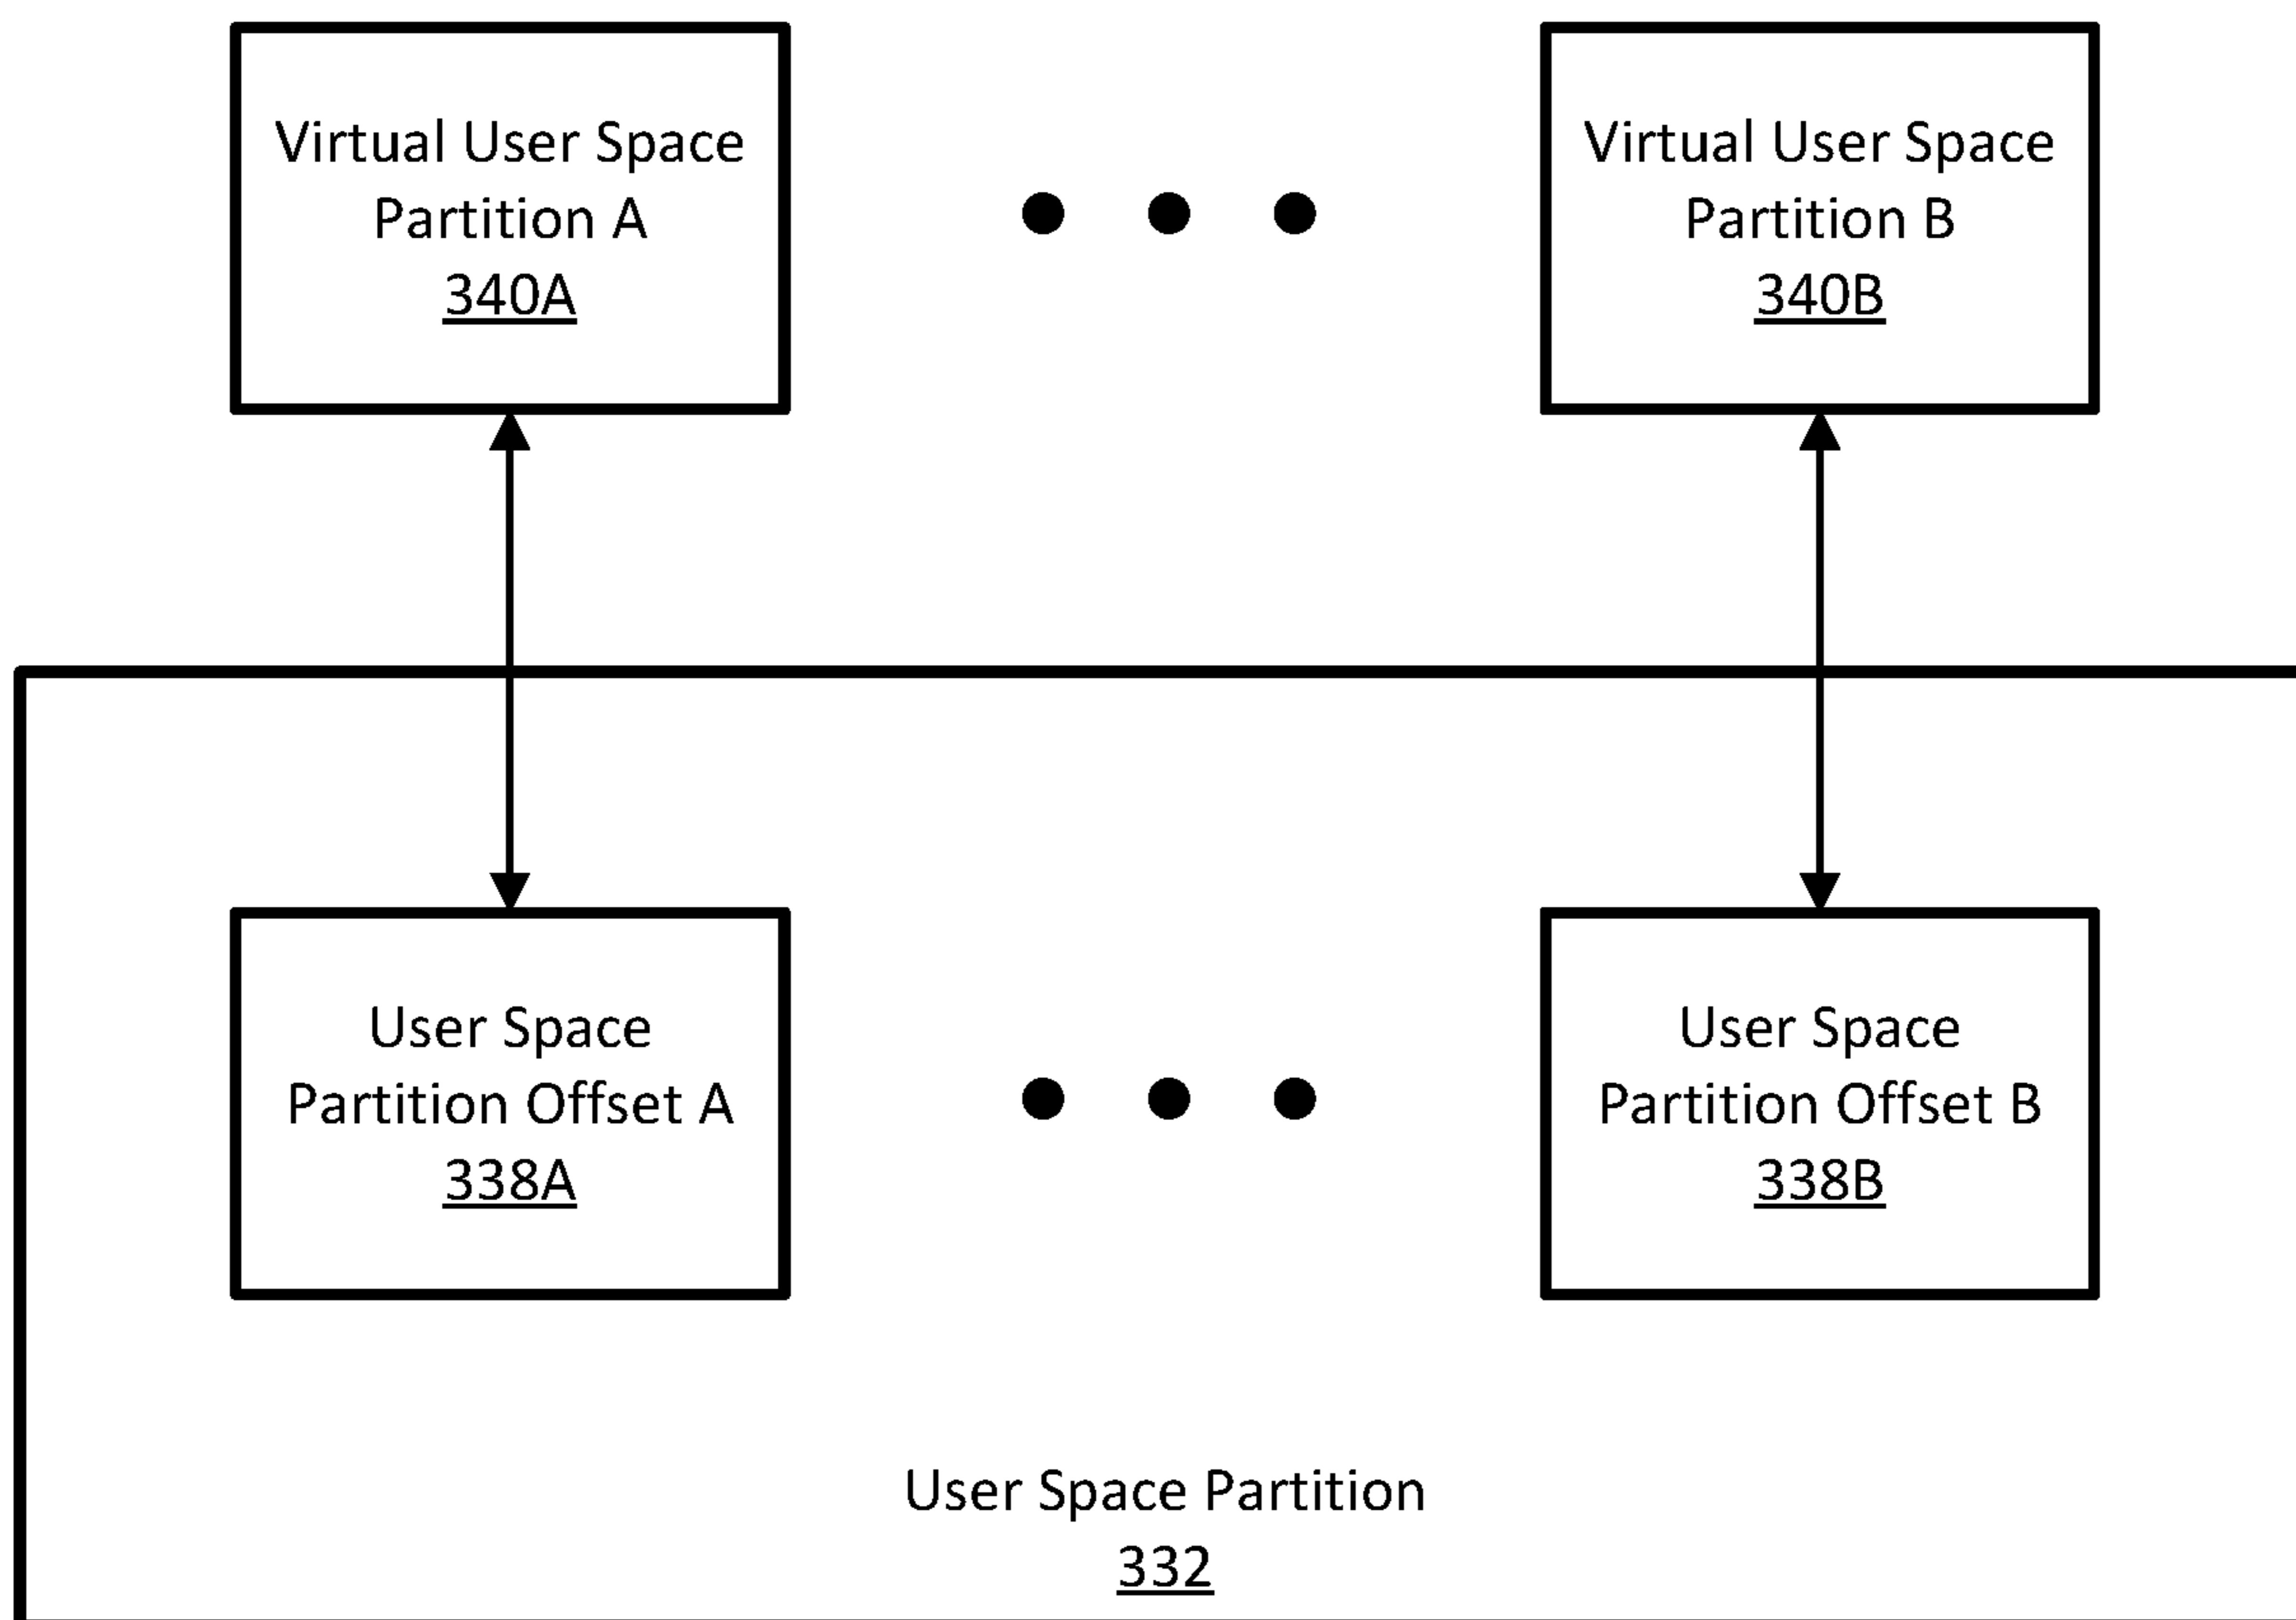 Virtual User Space
Partition A
340A
Virtual User Space
Partition B
340B
User Space
Partition Offset A
338A
User Space
Partition Offset B
338B
User Space Partition
332